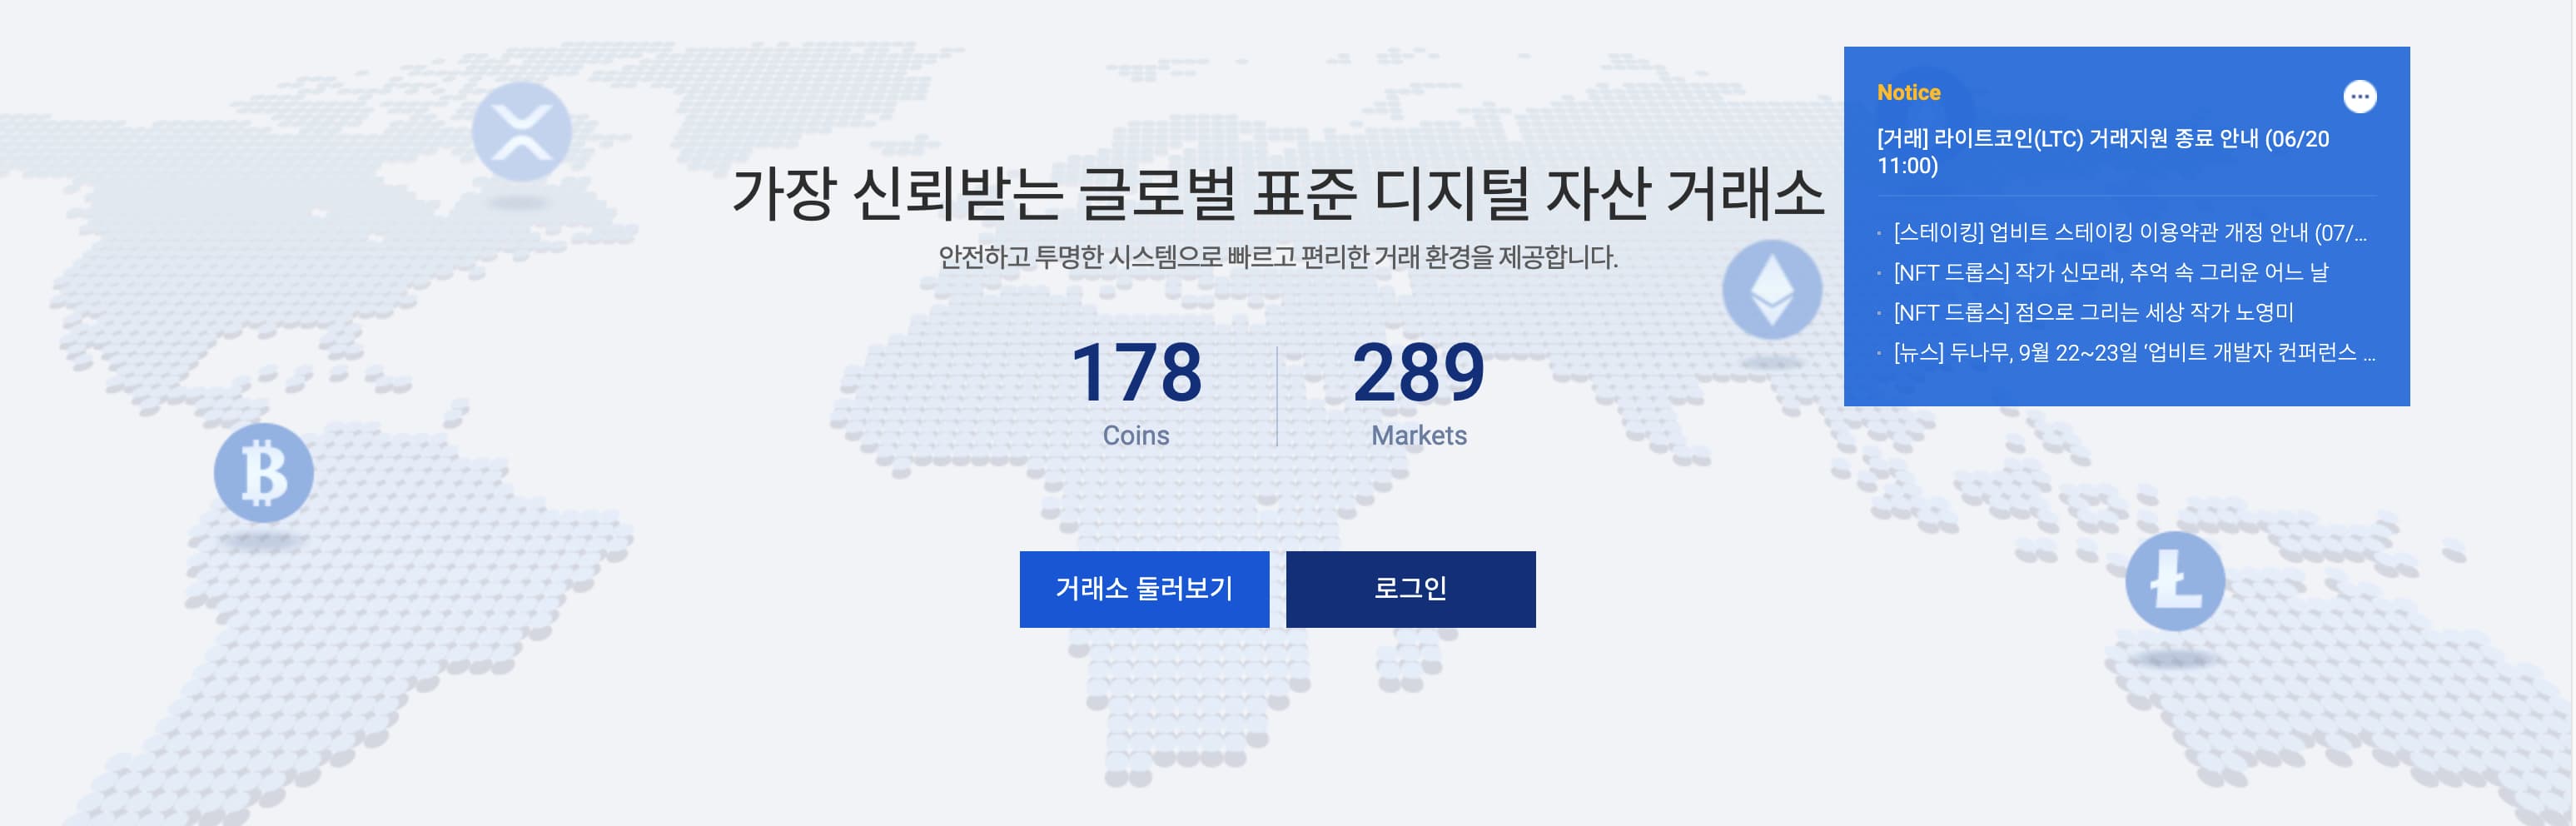 가장 신뢰받는 글로벌 표준 디지털 자산 거래소
안전하고 투명한 시스템으로 빠르고 편리한 거래 환경을 제공합니다.
178
Coins
289
Markets
거래소 둘러보기
로그인
Notice
[거래] 라이트코인(LTC) 거래지원 종료 안내 (06/20
11:00)
[스테이킹] 업비트 스테이킹 이용약관 개정 안내 (07/...
[NFT 드롭스] 작가 신모래, 추억 속 그리운 어느 날
[NFT 드롭스] 점으로 그리는 세상 작가 노영미
[뉴스] 두나무, 9월 22~23일 ‘업비트 개발자 컨퍼런스 ...